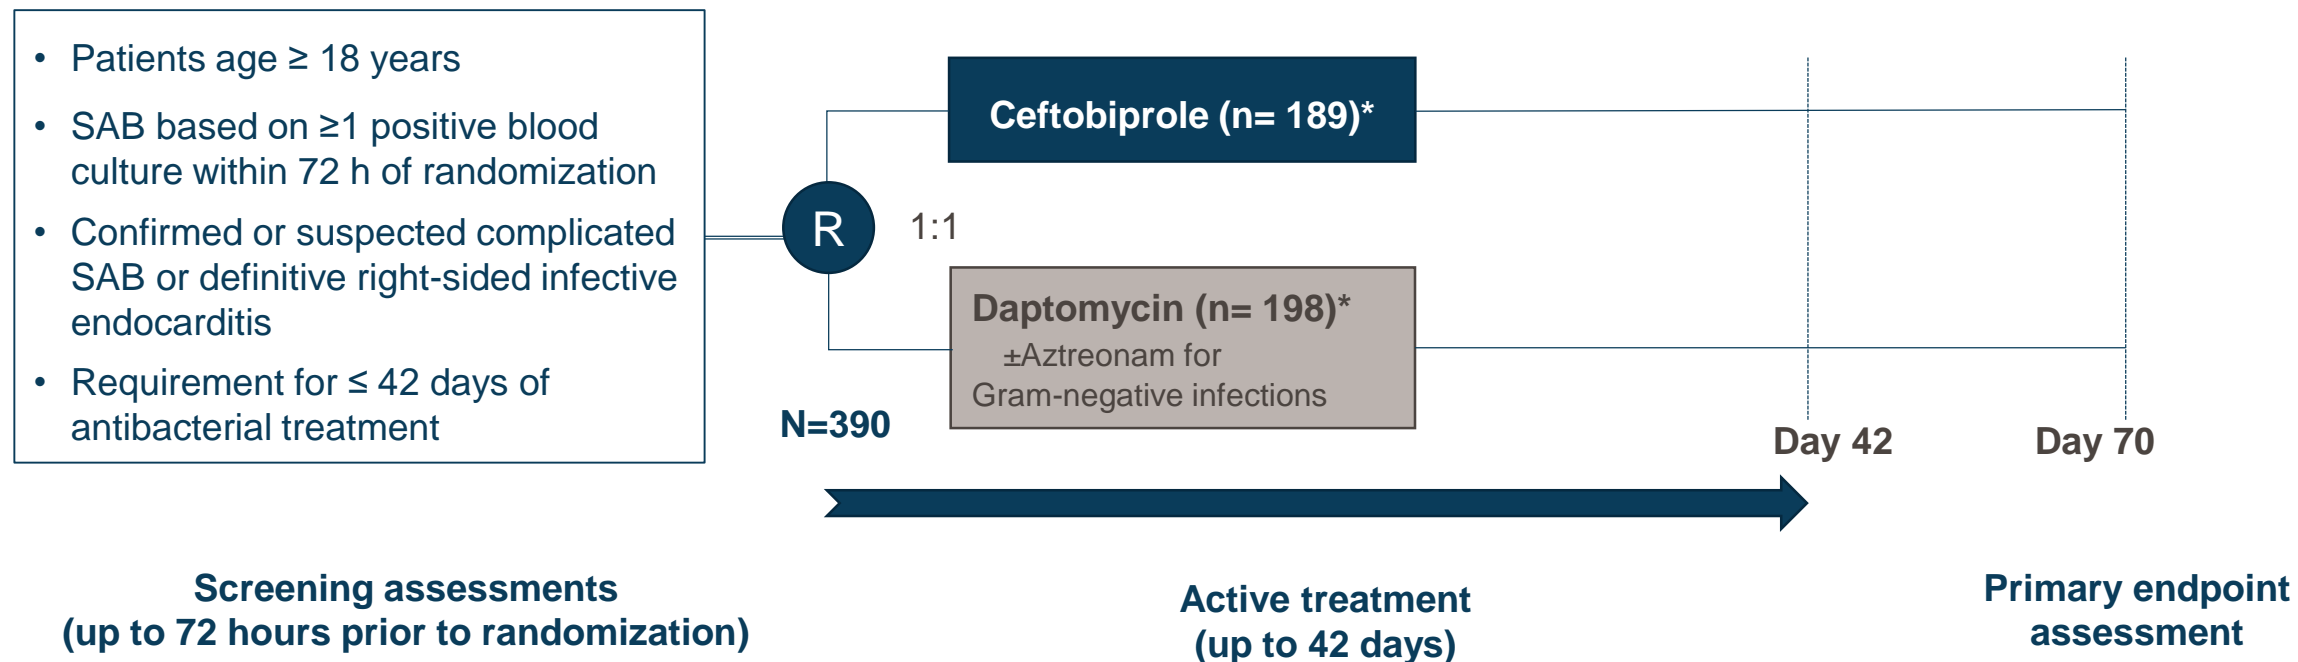 • Patients age ≥ 18 years
• SAB based on ≥1 positive blood
culture within 72 h of randomization
• Confirmed or suspected complicated
SAB or definitive right-sided infective
endocarditis
• Requirement for ≤ 42 days of
antibacterial treatment
R
1:1
N=390
Ceftobiprole (n= 189)*
Daptomycin (n= 198)*
±Aztreonam for
Gram-negative infections
Day 42
Day 70
Screening assessments
(up to 72 hours prior to randomization)
Active treatment
(up to 42 days)
Primary endpoint
assessment